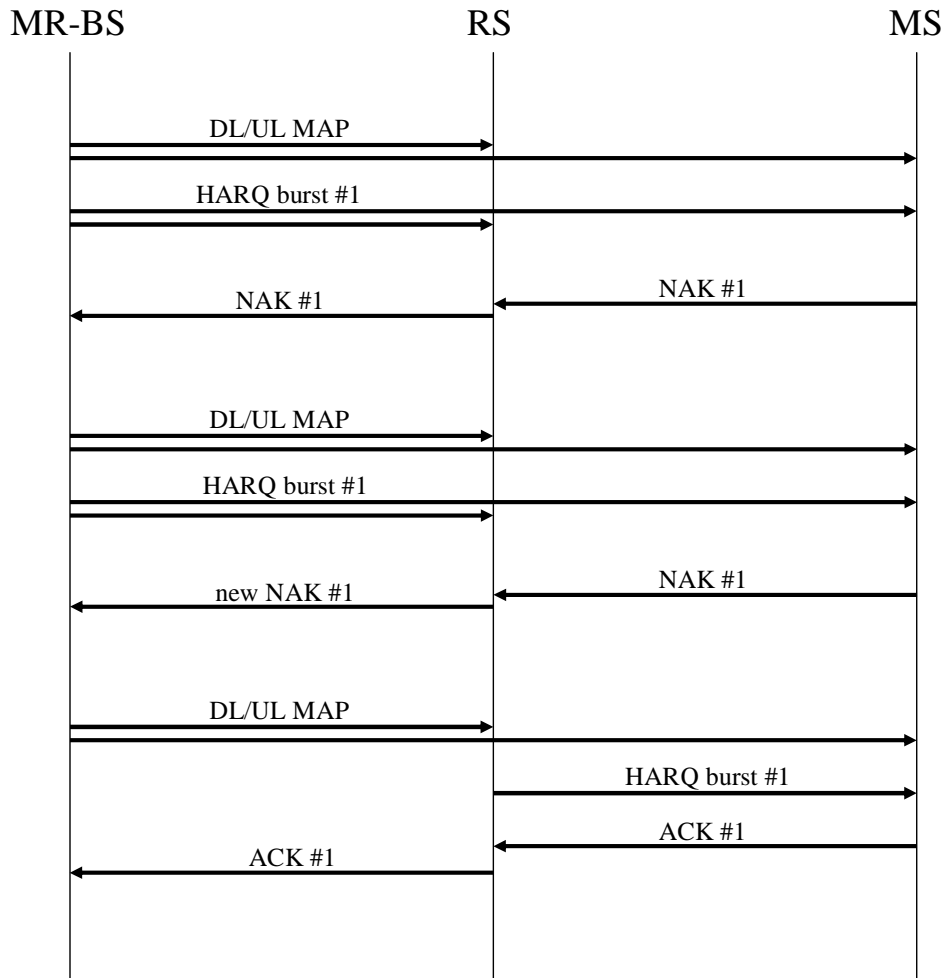 MR-BS RS MS
DL/UL MAP
HARQ burst #1
NAK #1 NAK #1
DL/UL MAP
HARQ burst #1
new NAK #1 NAK #1
DL/UL MAP
HARQ burst #1
ACK #1
ACK #1